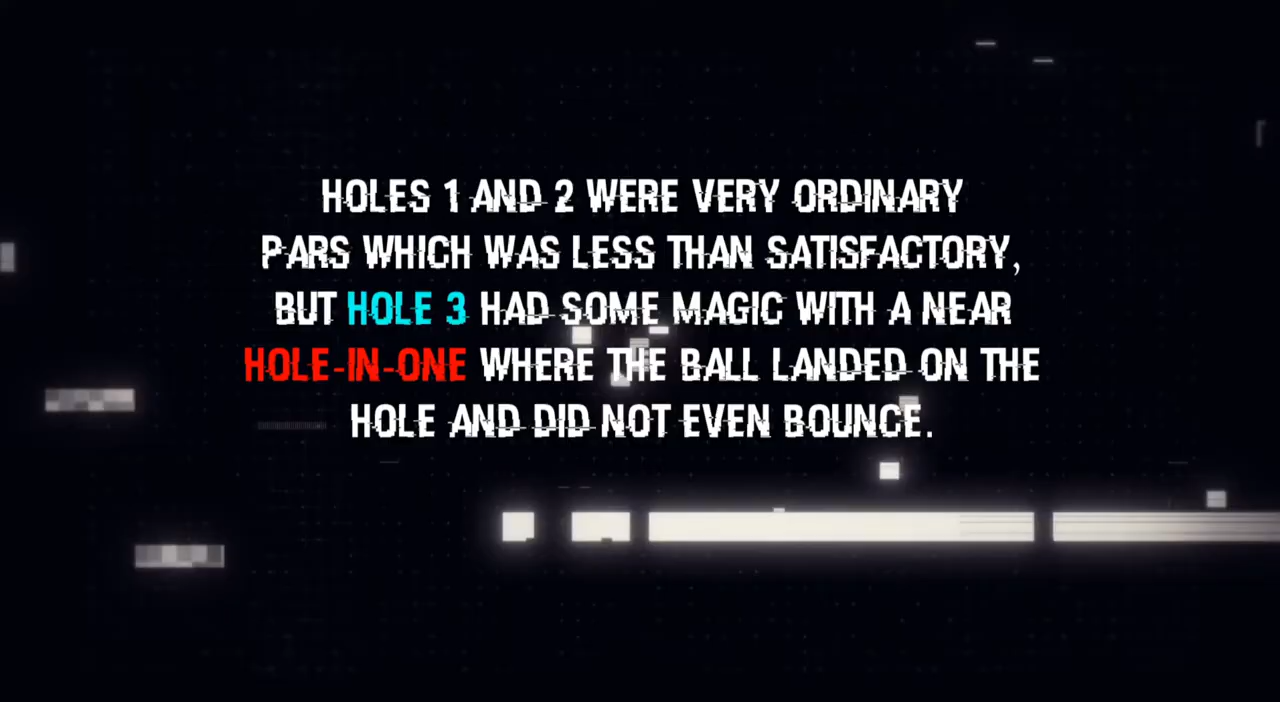 HOLES 1 AND 2 WERE VERY ORDINARY
PARS WHICH WAS LESS THAN SATISFACTORY,
BUT HOLE 3 HAD SOME MAGIC WITH A NEAR
HOLE-IN-ONE WHERE THE BALL LANDED ON THE
HOLE AND DID NOT EVEN BOUNCE.